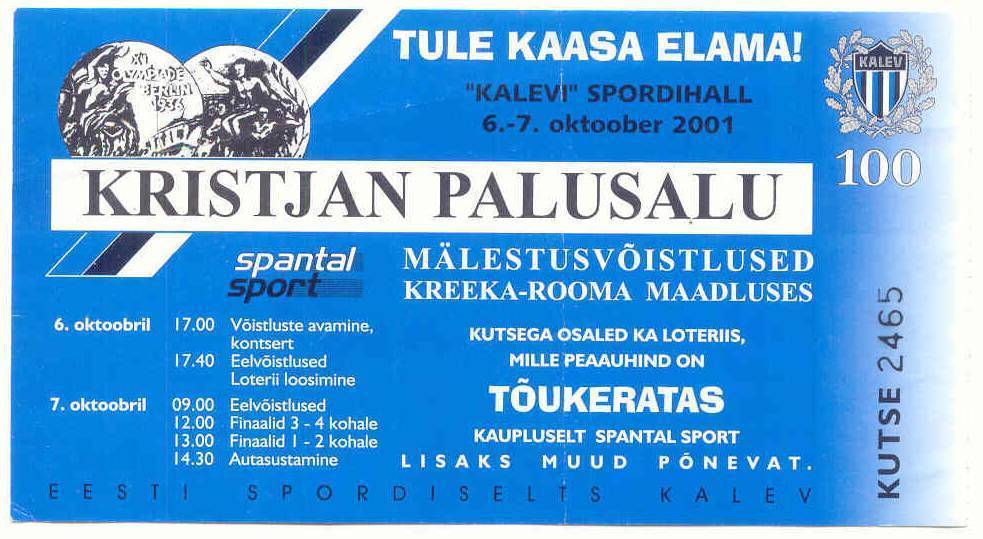 XI
OLYMPIADE
BERLIN
1936
TULE KAASA ELAMA!
"KALEVI" SPORDIHALL
6.-7. oktoober 2001
KALEV
100
KRISTJAN PALUSALU
spantal
sport
MÄLESTUSVÕISTLUSED
KREEKA-ROOMA MAADLUSES
6. oktoobril 17.00 Võistluste avamine,
kontsert
17.40 Eelvõistlused
Loterii loosimine
7. oktoobril 09.00 Eelvõistlused
12.00 Finaalid 3 - 4 kohale
13.00 Finaalid 1 - 2 kohale
14.30 Autasustamine
KUTSEGA OSALED KA LOTERIIS,
MILLE PEAAUHIND ON
TÕUKERATAS
KAUPLUSELT SPANTAL SPORT
LISAKS MUUD PÕNEVAT.
EESTI SPORDISELTS KALEV
KUTSE 2465